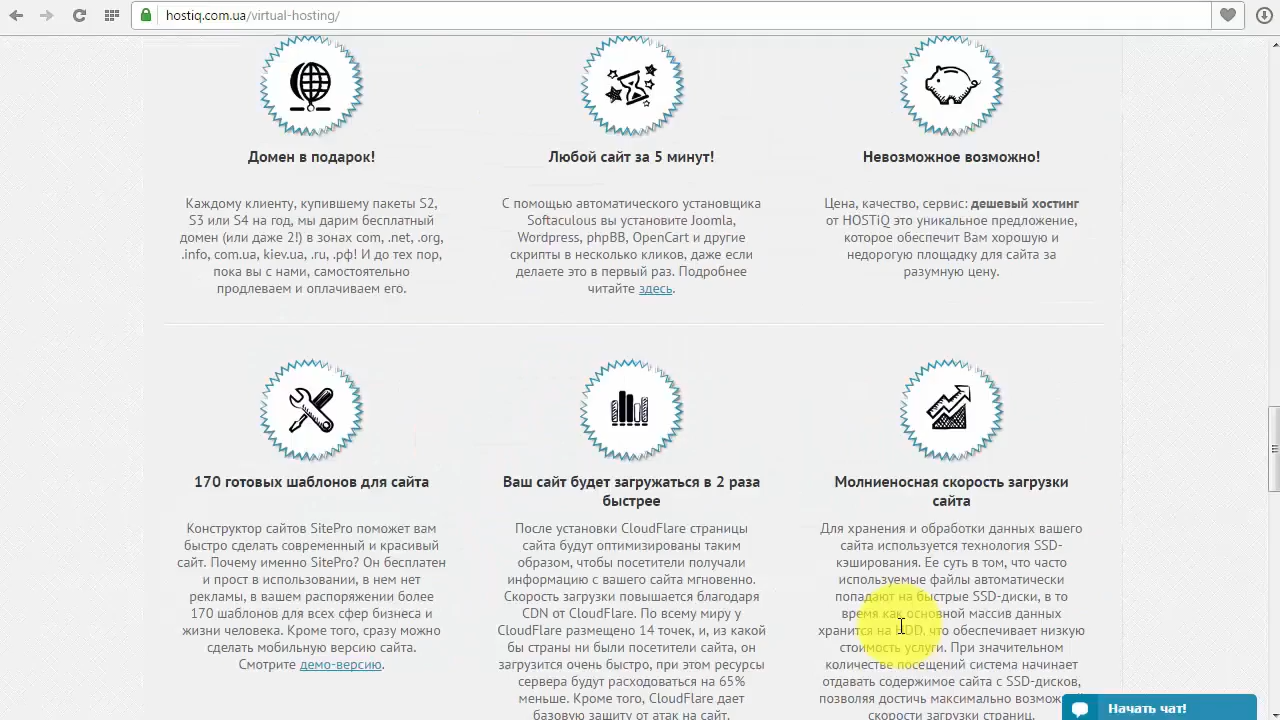 hostiq.com.ua/virtual-hosting/
Домен в подарок!
Каждому клиенту, купившему пакеты S2,
S3 или S4 на год, мы дарим бесплатный
домен (или даже 2!) в зонах com, .net, .org,
.info, com.ua, kiev.ua, .ru, .рф! И до тех пор,
пока вы с нами, самостоятельно
продлеваем и оплачиваем его.
Любой сайт за 5 минут!
С помощью автоматического установщика
Softaculous вы установите Joomla,
Wordpress, phpBB, OpenCart и другие
скрипты в несколько кликов, даже если
делаете это в первый раз. Подробнее
читайте здесь.
Невозможное возможно!
Цена, качество, сервис: дешевый хостинг
от HOSTiQ это уникальное предложение,
которое обеспечит Вам хорошую и
недорогую площадку для сайта за
разумную цену.
170 готовых шаблонов для сайта
Конструктор сайтов SitePro поможет вам
быстро сделать современный и красивый
сайт. Почему именно SitePro? Он бесплатен
и прост в использовании, в нем нет
рекламы, в вашем распоряжении более
170 шаблонов для всех сфер бизнеса и
жизни человека. Кроме того, сразу можно
сделать мобильную версию сайта.
Смотрите демо-версию.
Ваш сайт будет загружаться в 2 раза
быстрее
После установки CloudFlare страницы
сайта будут оптимизированы таким
образом, чтобы посетители получали
информацию с вашего сайта мгновенно.
Скорость загрузки повышается благодаря
CDN от CloudFlare. По всему миру у
CloudFlare размещено 14 точек, и, из какой
бы страны ни были посетители сайта, он
загрузится очень быстро, при этом ресурсы
сервера будут расходоваться на 65%
меньше. Кроме того, CloudFlare дает
базовую защиту от атак на сайт.
Молниеносная скорость загрузки
сайта
Для хранения и обработки данных вашего
сайта используется технология SSD-
кэширования. Ее суть в том, что часто
используемые файлы автоматически
попадают на быстрые SSD-диски, в то
время как основной массив данных
хранится на HDD, что обеспечивает низкую
стоимость услуги. При значительном
количестве посещений система начинает
отдавать содержимое сайта с SSD-дисков,
позволяя достичь максимально возможной
скорости загрузки страниц.
Начать чат!